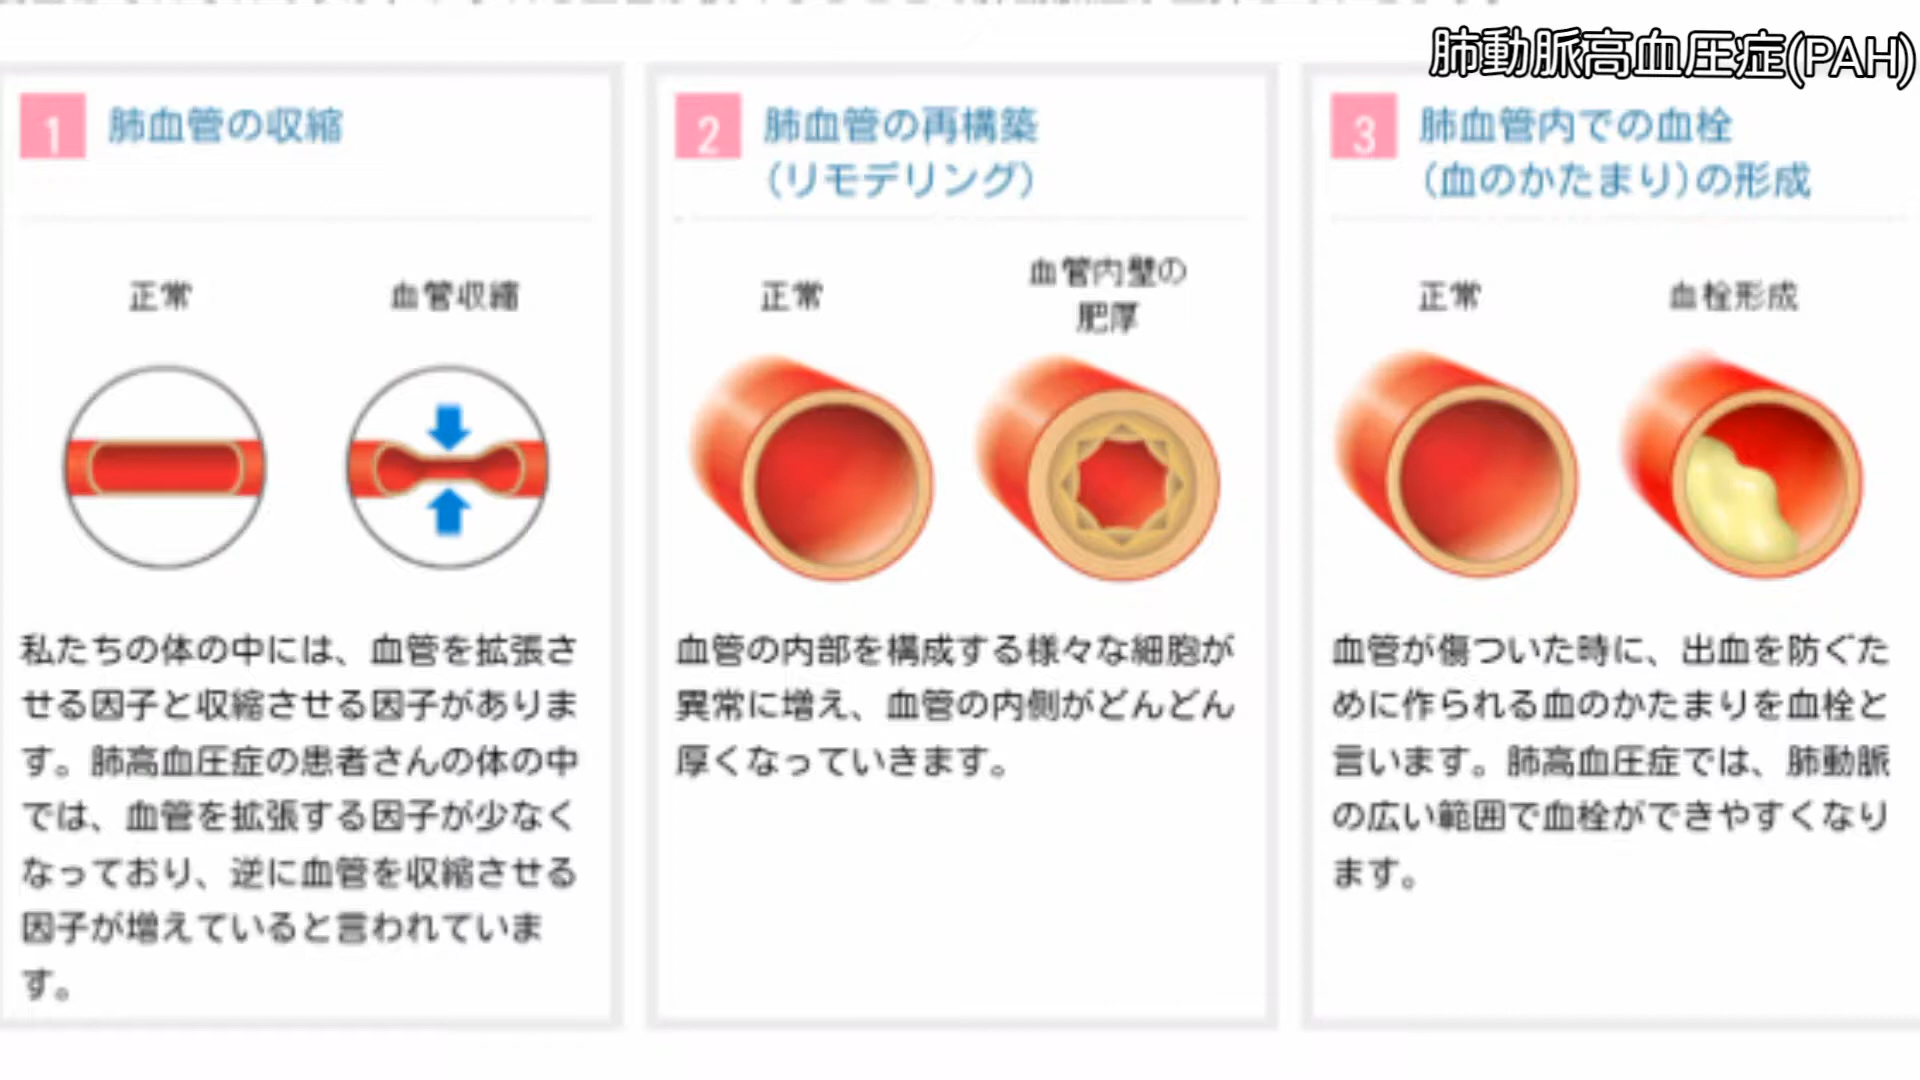 肺動脈高血圧症(PAH)
1 肺血管の収縮
正常
血管収縮
私たちの体の中には、血管を拡張さ
せる因子と収縮させる因子がありま
す。肺高血圧症の患者さんの体の中
では、血管を拡張する因子が少なく
なっており、逆に血管を収縮させる
因子が増えていると言われていま
す。
2 肺血管の再構築
(リモデリング)
正常
血管内壁の
肥厚
血管の内部を構成する様々な細胞が
異常に増え、血管の内側がどんどん
厚くなっていきます。
3 肺血管内での血栓
(血のかたまり)の形成
正常
血栓形成
血管が傷ついた時に、出血を防ぐた
めに作られる血のかたまりを血栓と
言います。肺高血圧症では、肺動脈
の広い範囲で血栓ができやすくなり
ます。